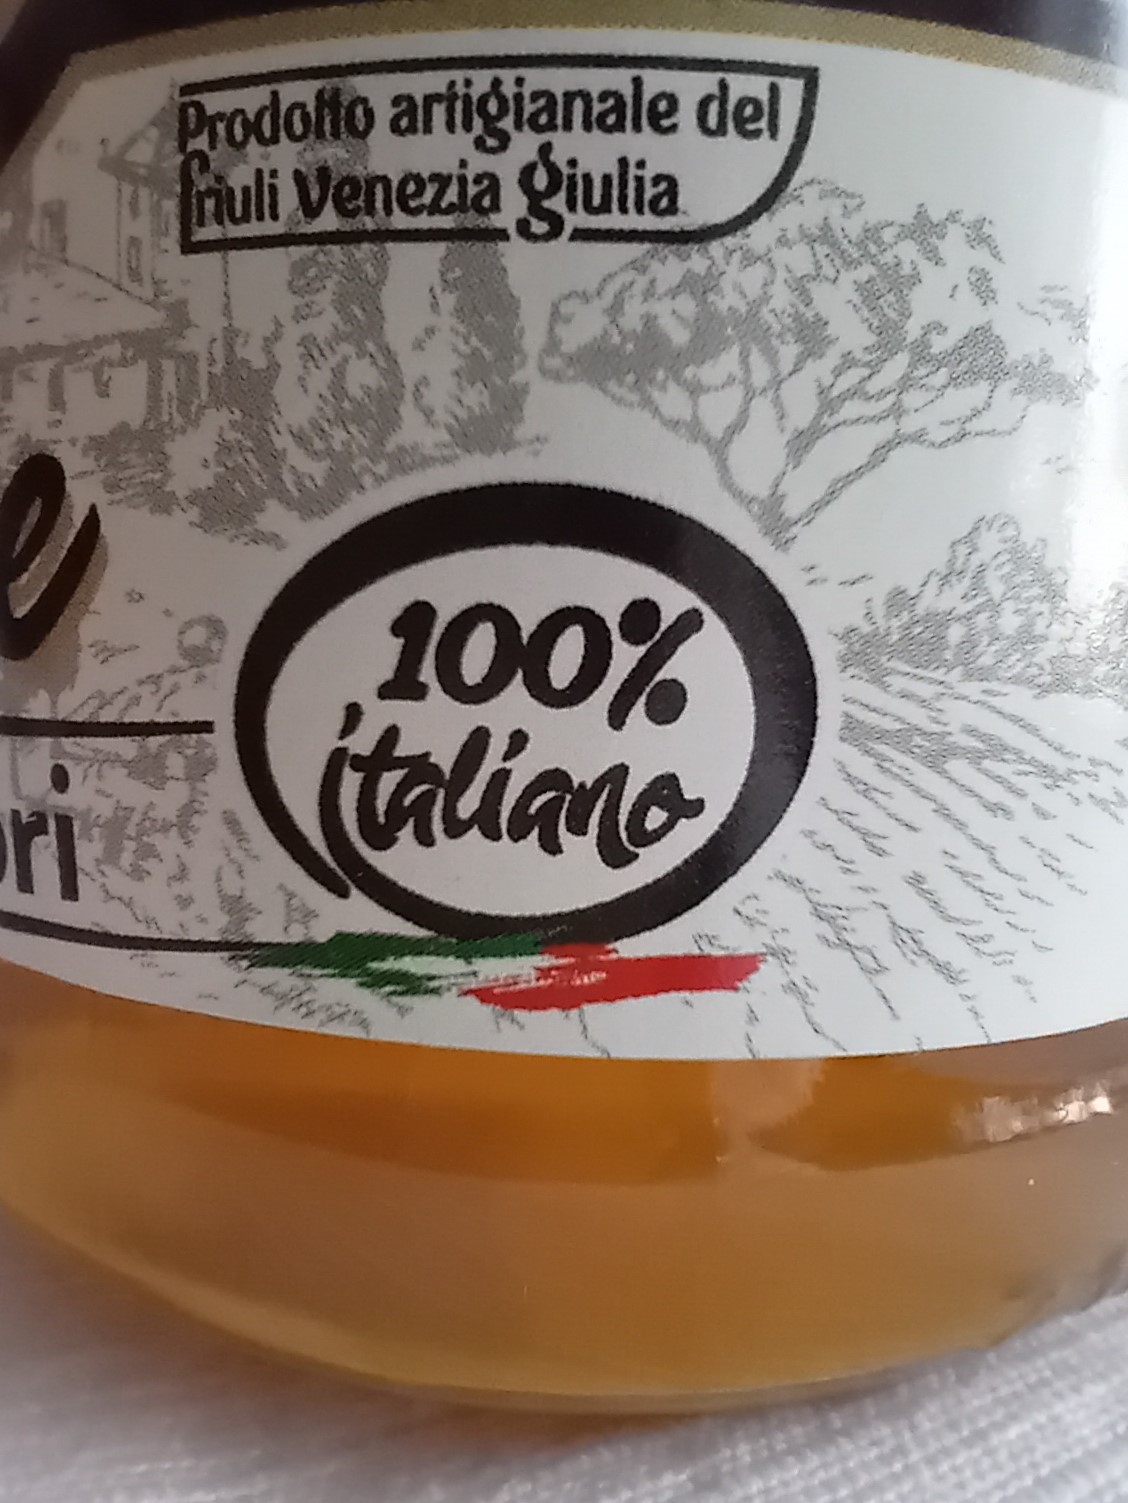 Prodotto artigianale del
friuli Venezia giulia
100%
italiano